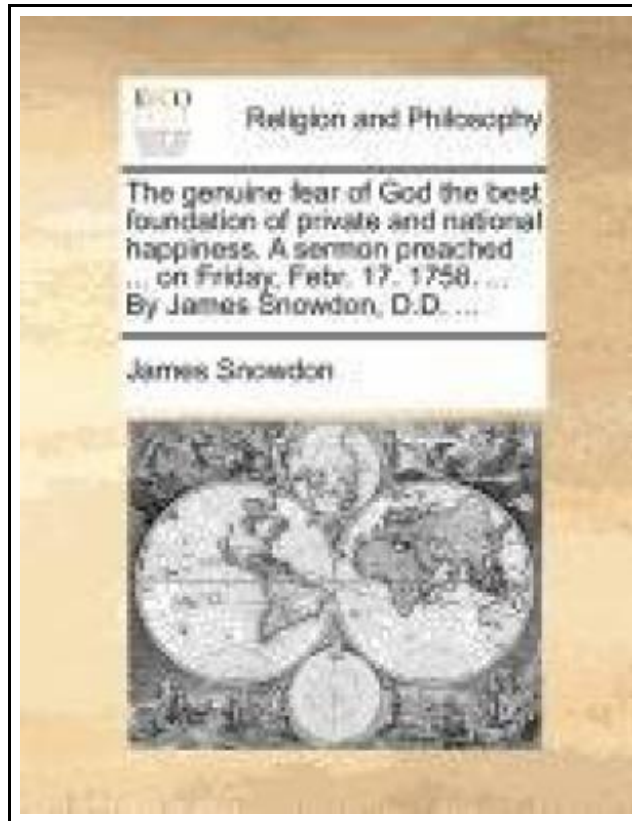 ECCO
Religion and Philosophy
The genuine fear of God the best
foundation of private and national
happiness. A sermon preached
... on Friday, Febr. 17. 1758. ...
By James Snowdon, D.D. ...
James Snowdon